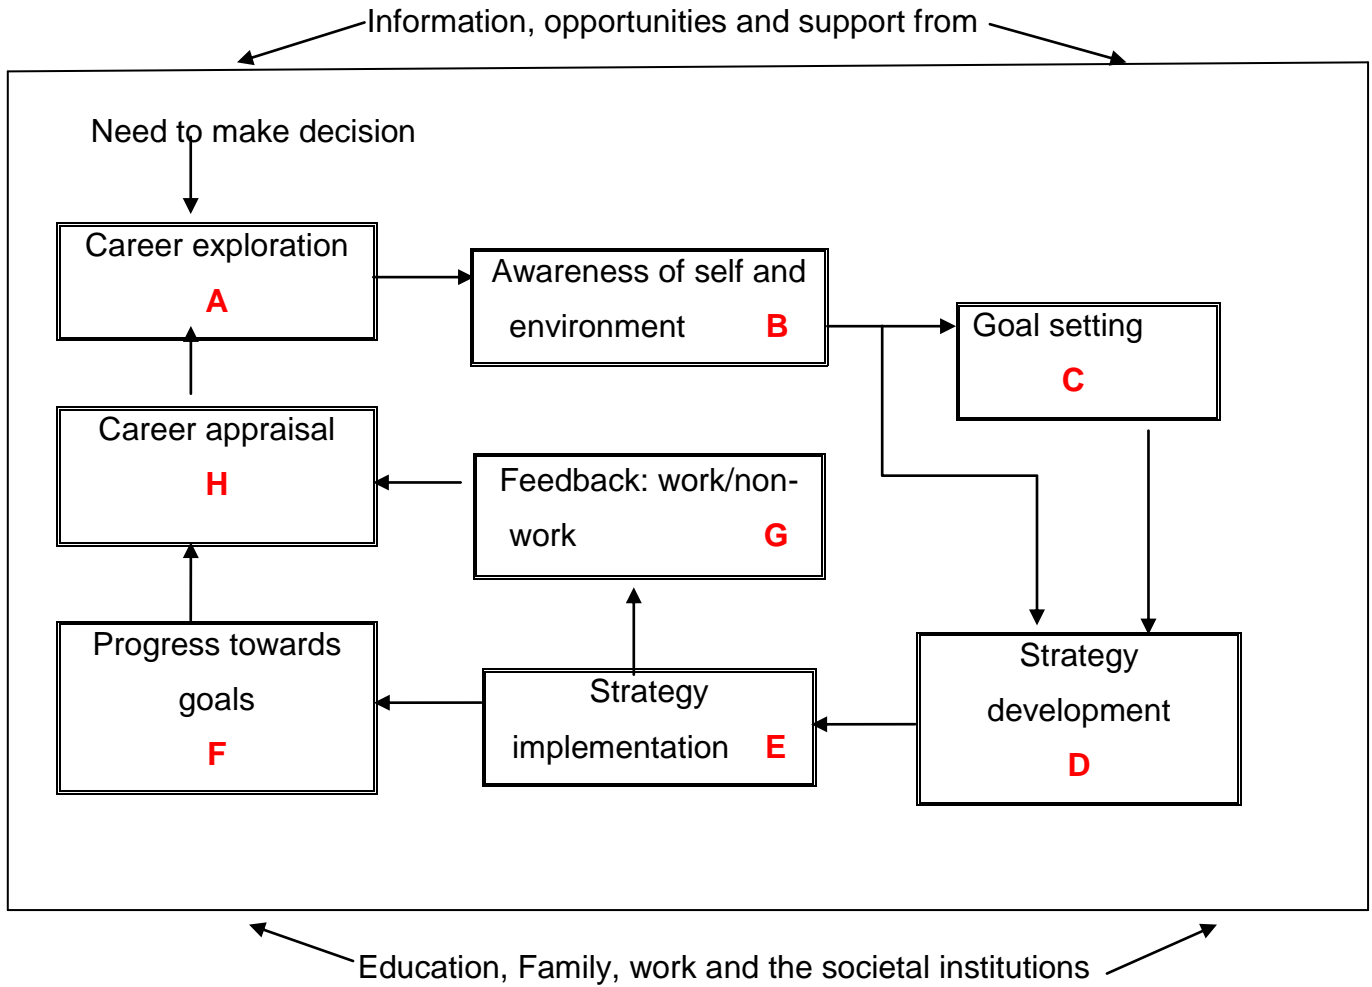 Information, opportunities and support from
Need to make decision
Career exploration
A
Awareness of self and
environment B
Goal setting
C
Career appraisal
H
Feedback: work/non-
work G
Progress towards
goals
F
Strategy
implementation E
Strategy
development
D
Education, Family, work and the societal institutions